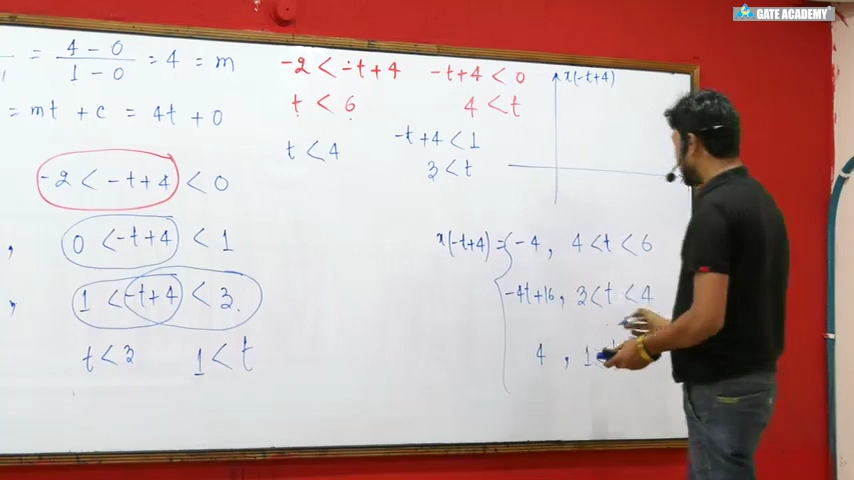 GATE ACADEMY
= 4 - 0 / 1 - 0 = 4 = m
= mt + c = 4t + 0
-2 < -t+4 < 0
, 0 < -t+4 < 1
, 1 < -t+4 < 3.
t < 3 1 < t
-2 < -t+4 -t+4 < 0
t < 6 4 < t
t < 4 -t+4 < 1
3 < t
x(-t+4)
x(-t+4) = { -4, 4 < t < 6
-4t+16, 3 < t < 4
4 , 1 <